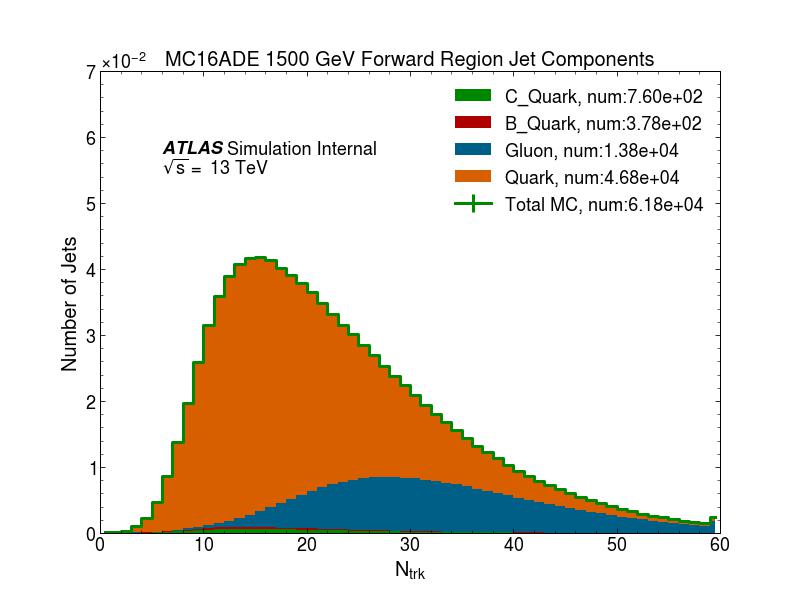 ×10−2
MC16ADE 1500 GeV Forward Region Jet Components
C_Quark, num:7.60e+02
B_Quark, num:3.78e+02
Gluon, num:1.38e+04
Quark, num:4.68e+04
Total MC, num:6.18e+04
ATLAS Simulation Internal
√s = 13 TeV
Number of Jets
7
6
5
4
3
2
1
0
0 10 20 30 40 50 60
Ntrk